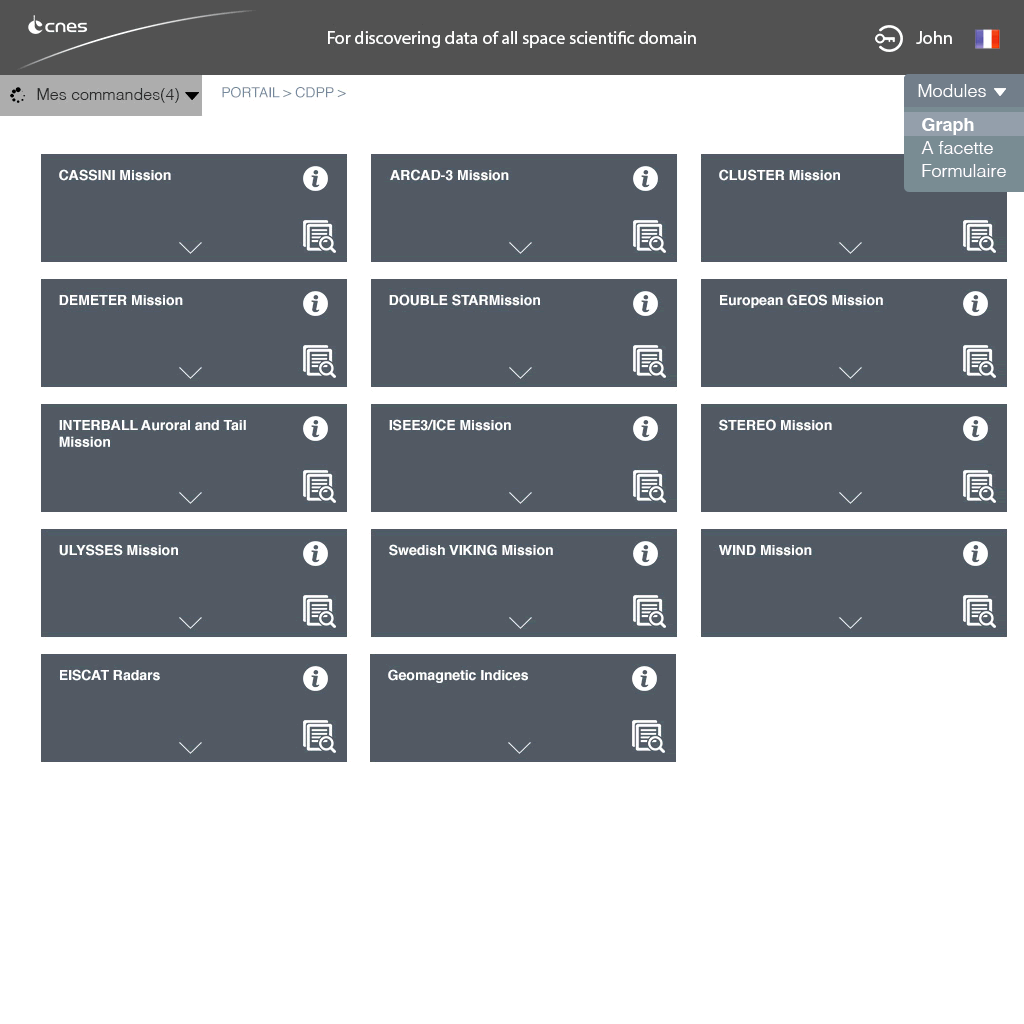 cnes
For discovering data of all space scientific domain
John
Mes commandes(4)
PORTAIL > CDPP >
Modules
Graph
A facette
Formulaire
CASSINI Mission
ARCAD-3 Mission
CLUSTER Mission
DEMETER Mission
DOUBLE STARMission
European GEOS Mission
INTERBALL Auroral and Tail
Mission
ISEE3/ICE Mission
STEREO Mission
ULYSSES Mission
Swedish VIKING Mission
WIND Mission
EISCAT Radars
Geomagnetic Indices